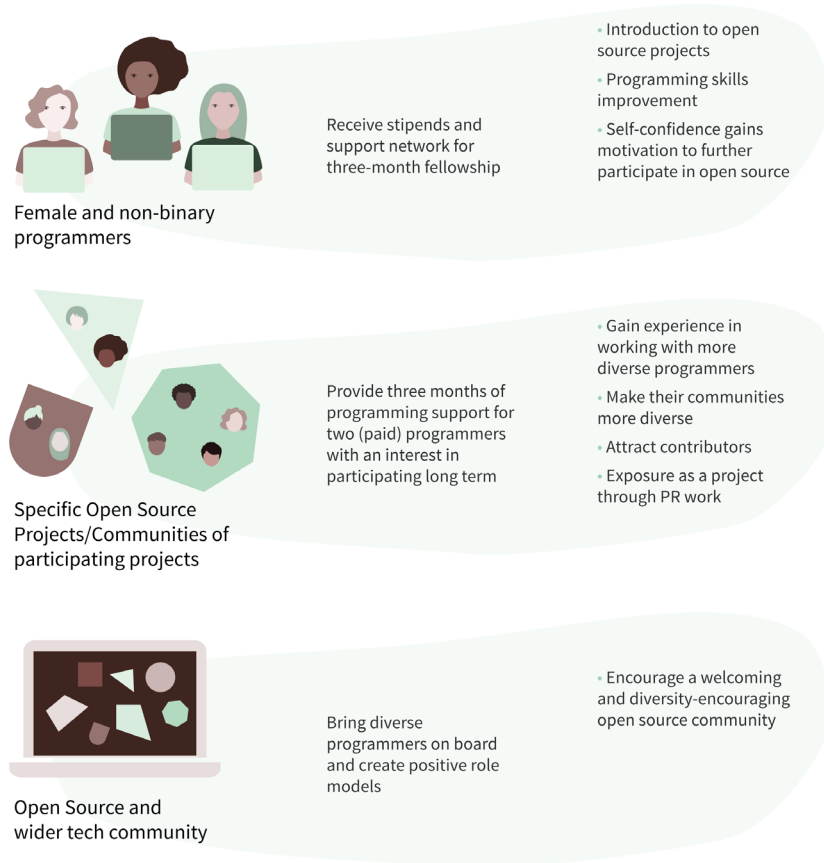 Female and non-binary
programmers
Receive stipends and
support network for
three-month fellowship
• Introduction to open
source projects
• Programming skills
improvement
• Self-confidence gains
motivation to further
participate in open source
Specific Open Source
Projects/Communities of
participating projects
Provide three months of
programming support for
two (paid) programmers
with an interest in
participating long term
• Gain experience in
working with more
diverse programmers
• Make their communities
more diverse
• Attract contributors
• Exposure as a project
through PR work
Open Source and
wider tech community
Bring diverse
programmers on board
and create positive role
models
• Encourage a welcoming
and diversity-encouraging
open source community